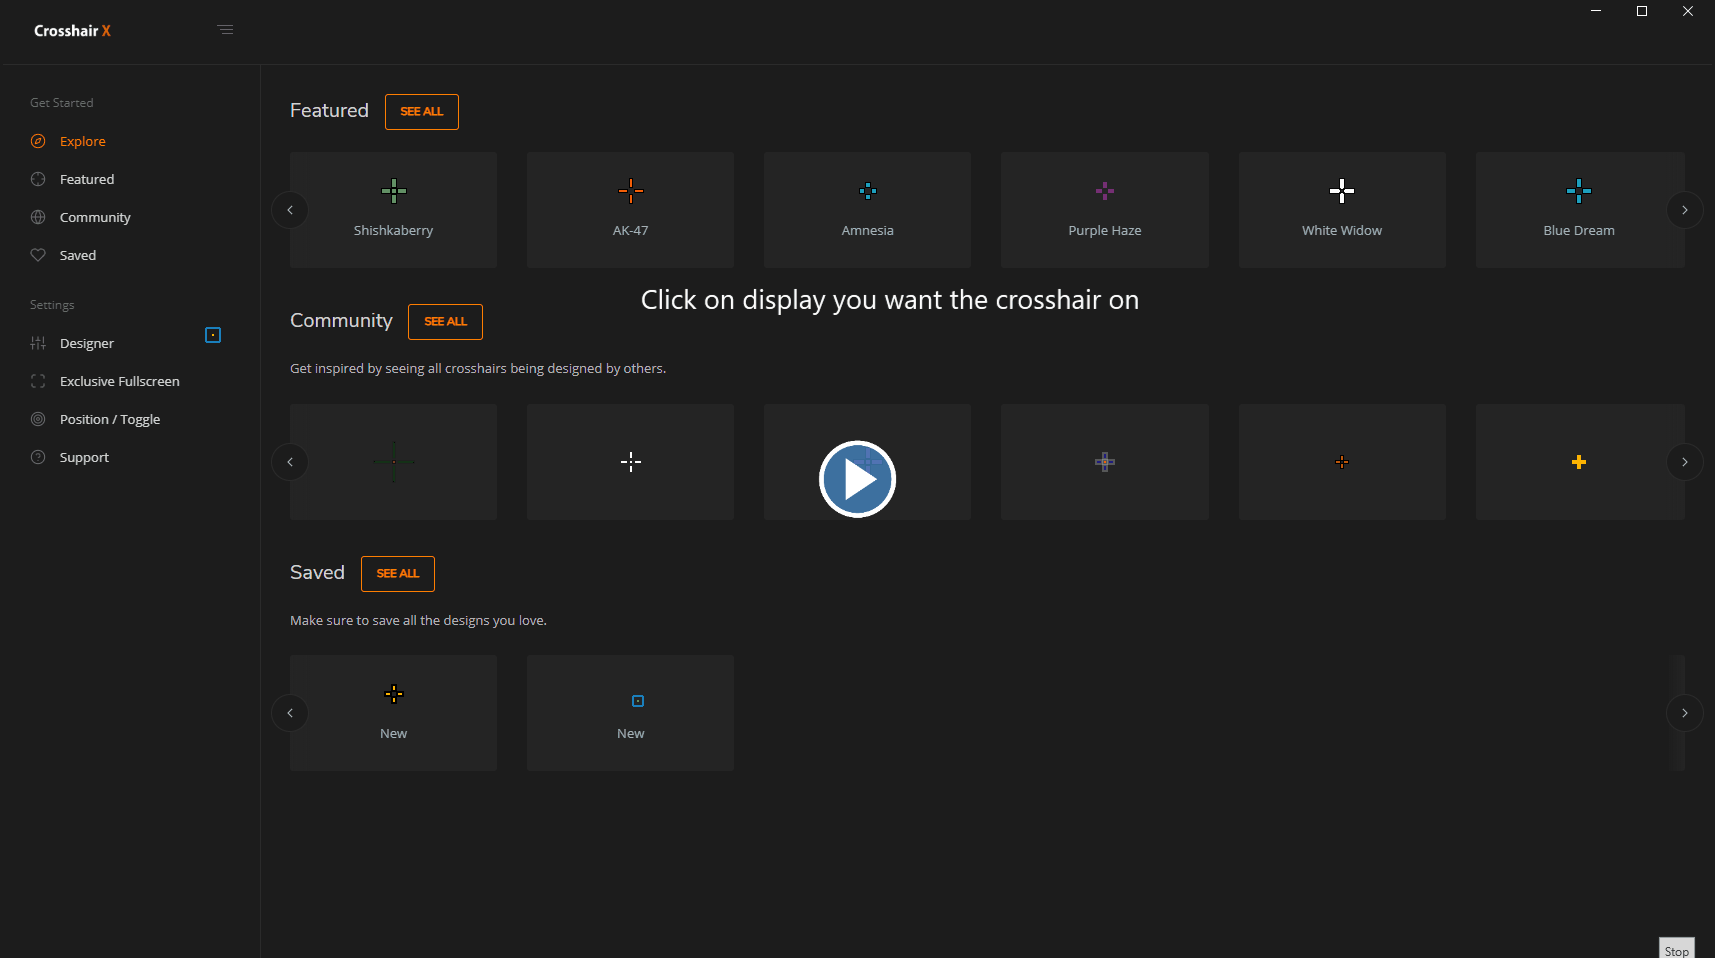 Crosshair X
Get Started
Explore
Featured
Community
Saved
Settings
Designer
Exclusive Fullscreen
Position / Toggle
Support
Featured
SEE ALL
Shishkaberry
AK-47
Amnesia
Purple Haze
White Widow
Blue Dream
Click on display you want the crosshair on
Community
SEE ALL
Get inspired by seeing all crosshairs being designed by others.
Saved
SEE ALL
Make sure to save all the designs you love.
New
New
Stop